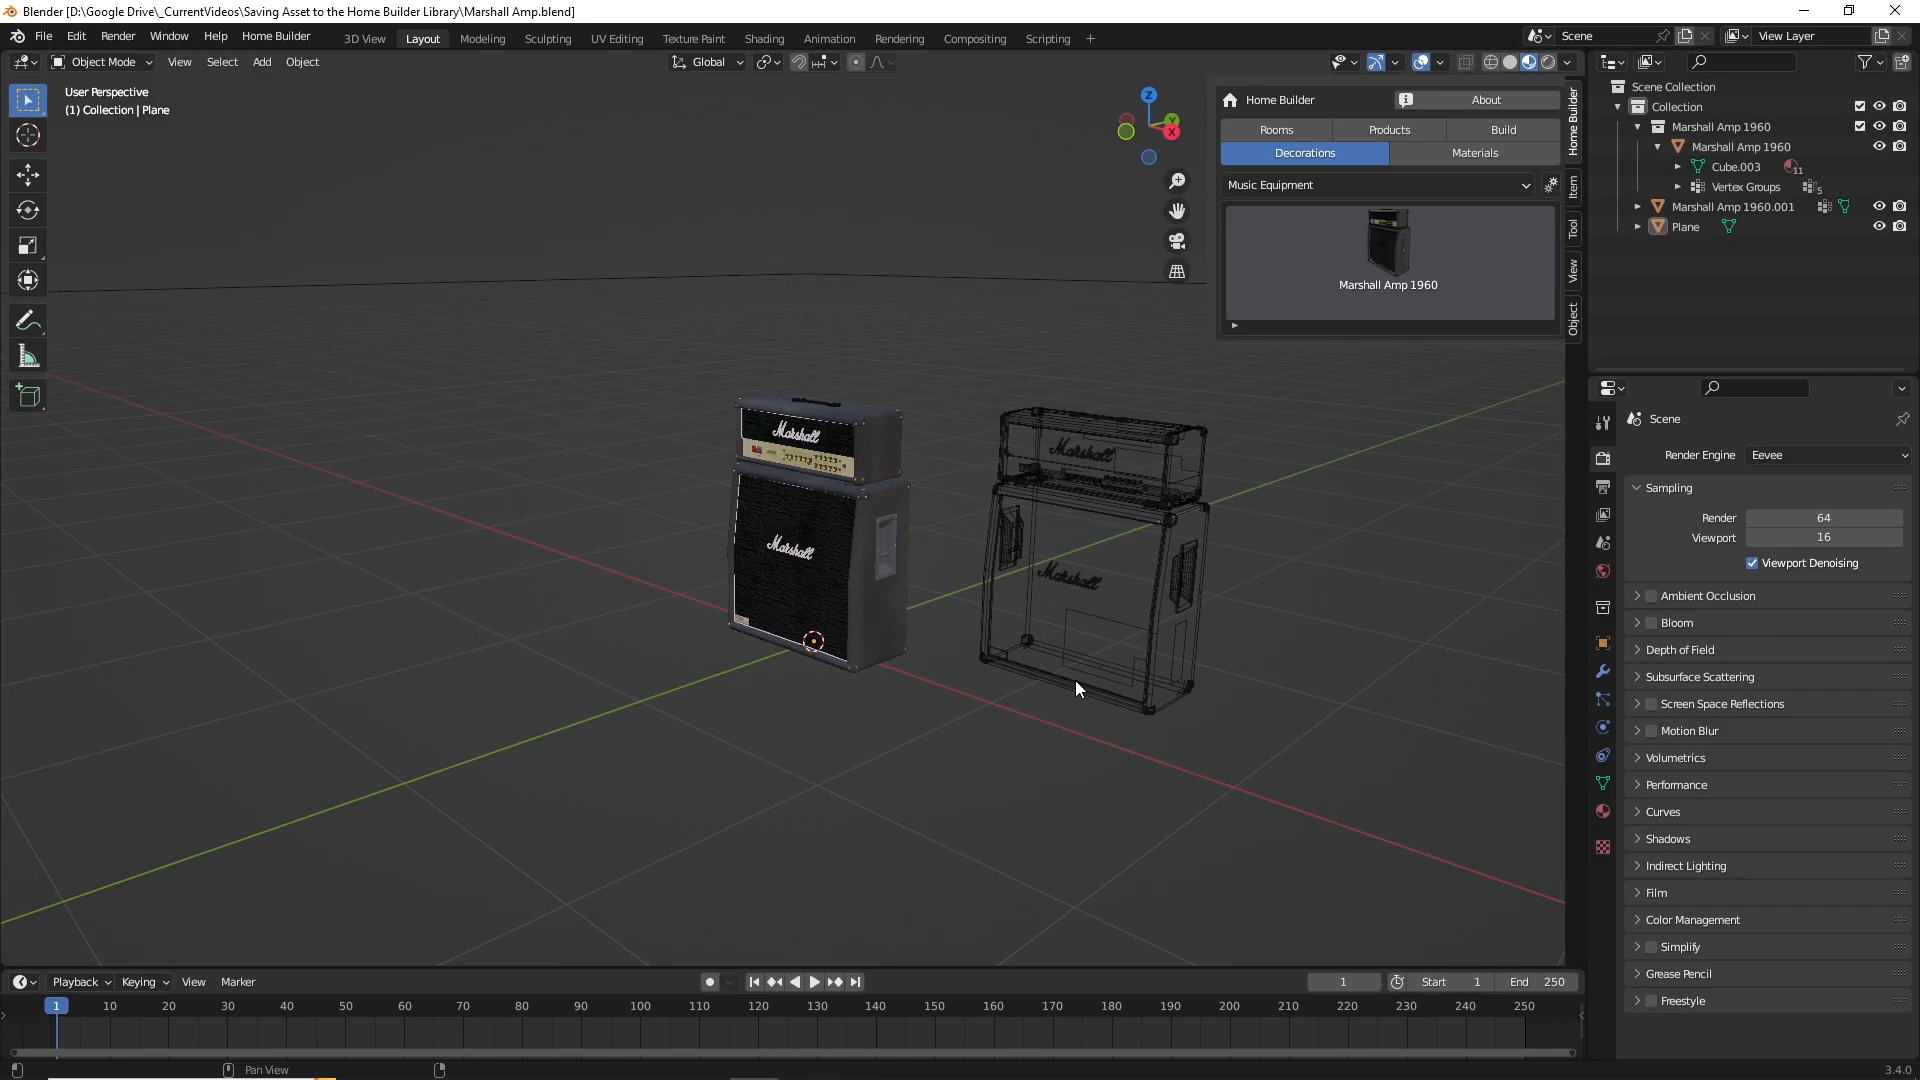 Blender [D:\Google Drive\_CurrentVideos\Saving Asset to the Home Builder Library\Marshall Amp.blend]
File Edit Render Window Help Home Builder
3D View Layout Modeling Sculpting UV Editing Texture Paint Shading Animation Rendering Compositing Scripting +
Scene
View Layer
Object Mode View Select Add Object
Global
User Perspective
(1) Collection | Plane
Z
Y
X
Home Builder
About
Rooms Products Build
Decorations Materials
Music Equipment
Marshall Amp 1960
Home Builder
Item
Tool
View
Object
Scene Collection
Collection
Marshall Amp 1960
Marshall Amp 1960
Cube.003
11
Vertex Groups
5
Marshall Amp 1960.001
Plane
Marshall
Marshall
Marshall
Marshall
Scene
Render Engine Eevee
Sampling
Render 64
Viewport 16
Viewport Denoising
Ambient Occlusion
Bloom
Depth of Field
Subsurface Scattering
Screen Space Reflections
Motion Blur
Volumetrics
Performance
Curves
Shadows
Indirect Lighting
Film
Color Management
Simplify
Grease Pencil
Freestyle
Playback Keying View Marker
1
Start 1 End 250
1 10 20 30 40 50 60 70 80 90 100 110 120 130 140 150 160 170 180 190 200 210 220 230 240 250
Pan View
3.4.0